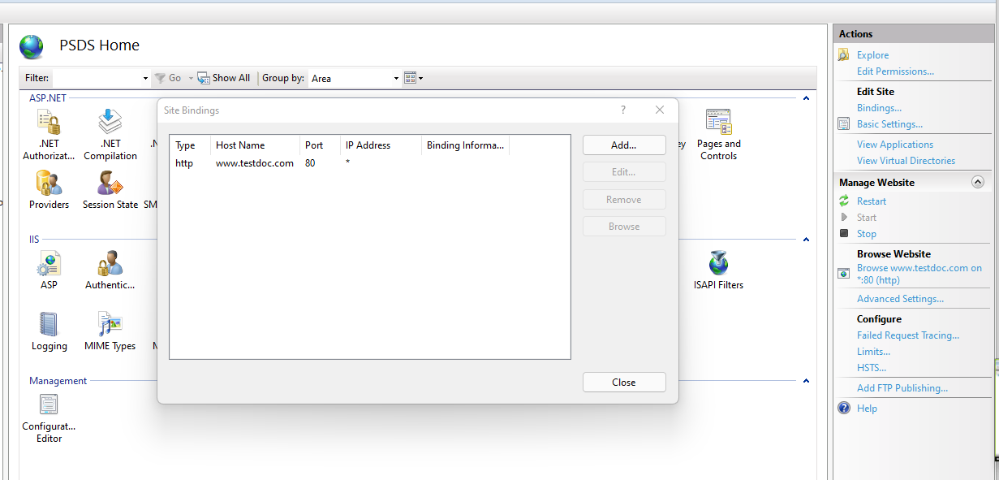 PSDS Home
Filter:
Go
Show All
Group by:
Area
ASP.NET
.NET
Authorizat...
.NET
Compilation
Pages and
Controls
Providers
Session State
SM
Site Bindings
?
Type
Host Name
Port
IP Address
Binding Informa...
http
www.testdoc.com
80
*
Add...
Edit...
Remove
Browse
Close
IIS
ASP
Authentic...
ISAPI Filters
Logging
MIME Types
Management
Configurat...
Editor
Actions
Explore
Edit Permissions...
Edit Site
Bindings...
Basic Settings...
View Applications
View Virtual Directories
Manage Website
Restart
Start
Stop
Browse Website
Browse www.testdoc.com on
*:80 (http)
Advanced Settings...
Configure
Failed Request Tracing...
Limits...
HSTS...
Add FTP Publishing...
Help